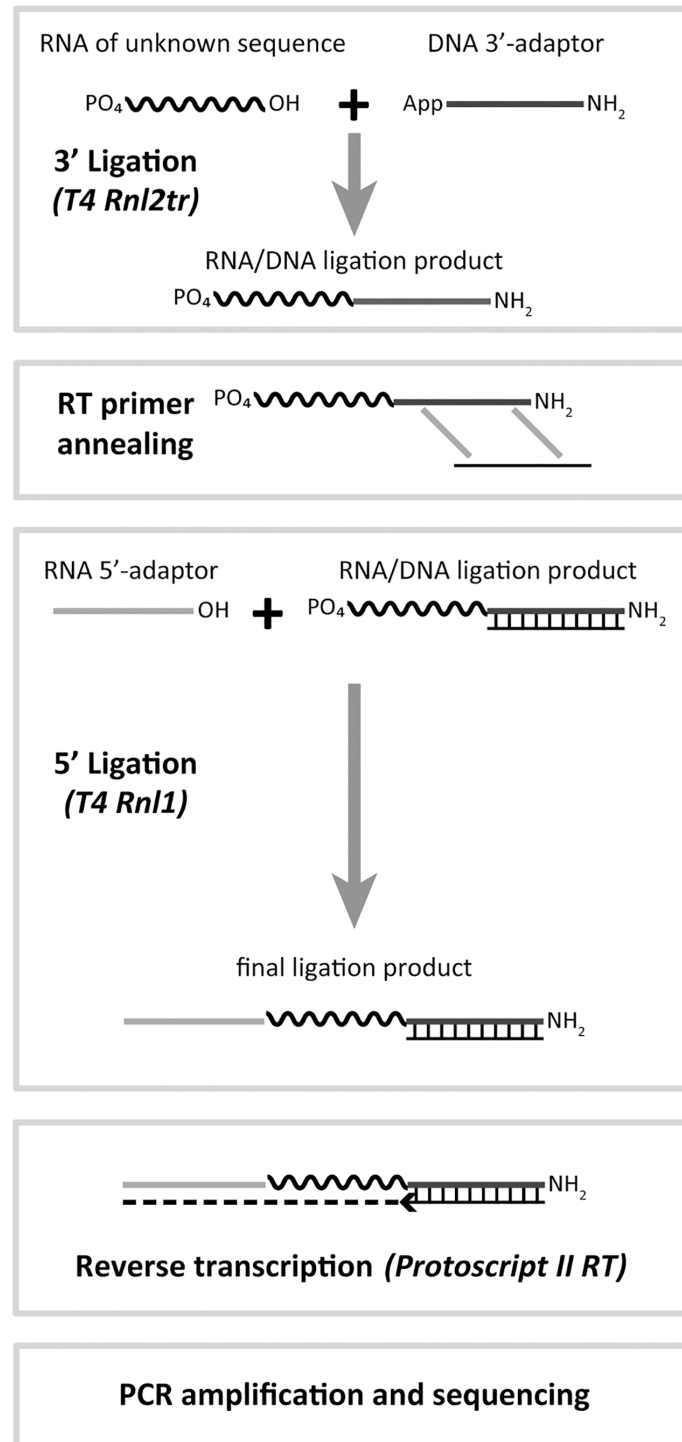 RNA of unknown sequence DNA 3’-adaptor
PO₄ OH + App NH₂
3’ Ligation
(T4 Rnl2tr)
RNA/DNA ligation product
PO₄ NH₂
RT primer
annealing
PO₄ NH₂
RNA 5’-adaptor RNA/DNA ligation product
OH + PO₄ NH₂
5’ Ligation
(T4 Rnl1)
final ligation product
NH₂
NH₂
Reverse transcription (Protoscript II RT)
PCR amplification and sequencing